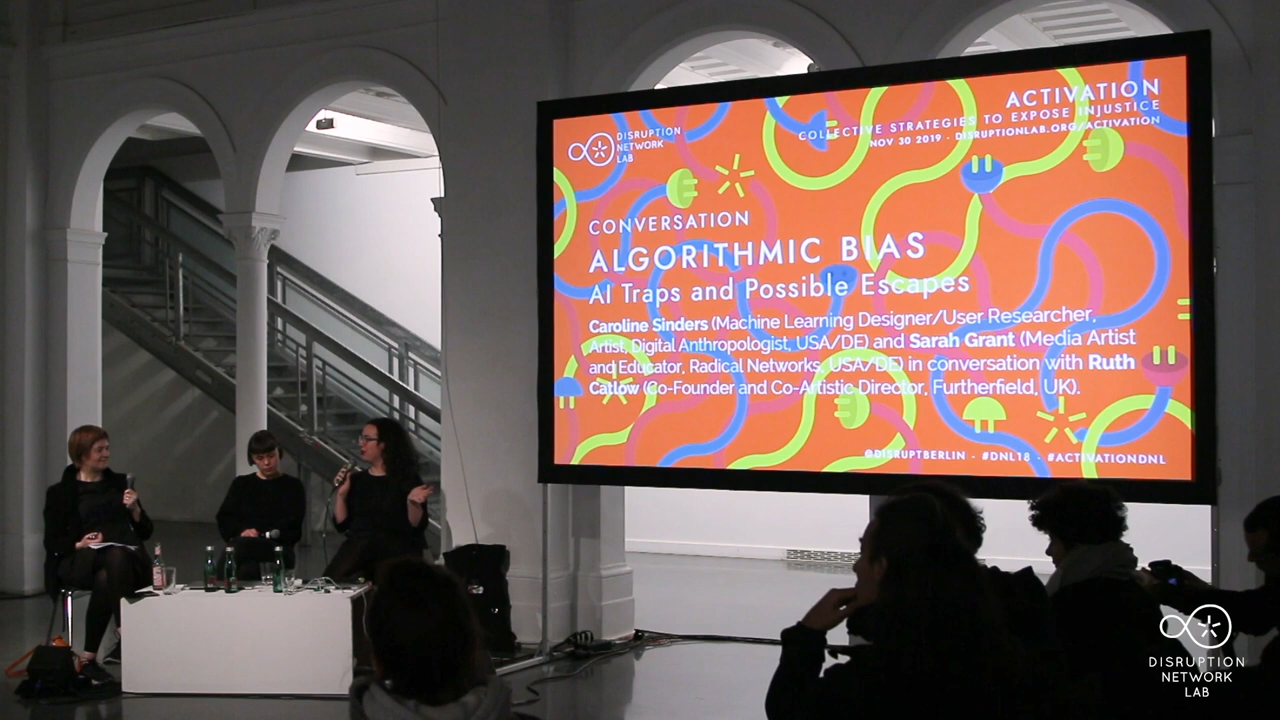 DISRUPTION
NETWORK
LAB
ACTIVATION
COLLECTIVE STRATEGIES TO EXPOSE INJUSTICE
NOV 30 2019 · DISRUPTIONLAB.ORG/ACTIVATION
CONVERSATION
ALGORITHMIC BIAS
AI Traps and Possible Escapes
Caroline Sinders (Machine Learning Designer/User Researcher,
Artist, Digital Anthropologist, USA/DE) and Sarah Grant (Media Artist
and Educator, Radical Networks, USA/DE) in conversation with Ruth
Catlow (Co-Founder and Co-Artistic Director, Furtherfield, UK).
@DISRUPTBERLIN - #DNL18 - #ACTIVATIONDNL
DISRUPTION
NETWORK
LAB